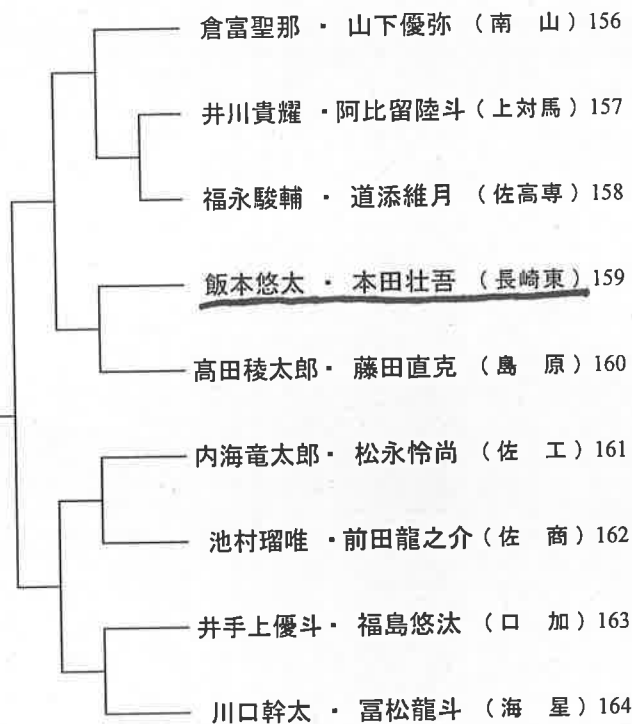 倉富聖那 ・ 山下優弥 (南 山) 156
井川貴耀 ・阿比留陸斗 (上対馬) 157
福永駿輔 ・ 道添維月 (佐高専) 158
飯本悠太 ・ 本田壮吾 (長崎東) 159
髙田稜太郎・ 藤田直克 (島 原) 160
内海竜太郎・ 松永怜尚 (佐 工) 161
池村瑠唯 ・前田龍之介 (佐 商) 162
井手上優斗・ 福島悠汰 (口 加) 163
川口幹太 ・ 冨松龍斗 (海 星) 164